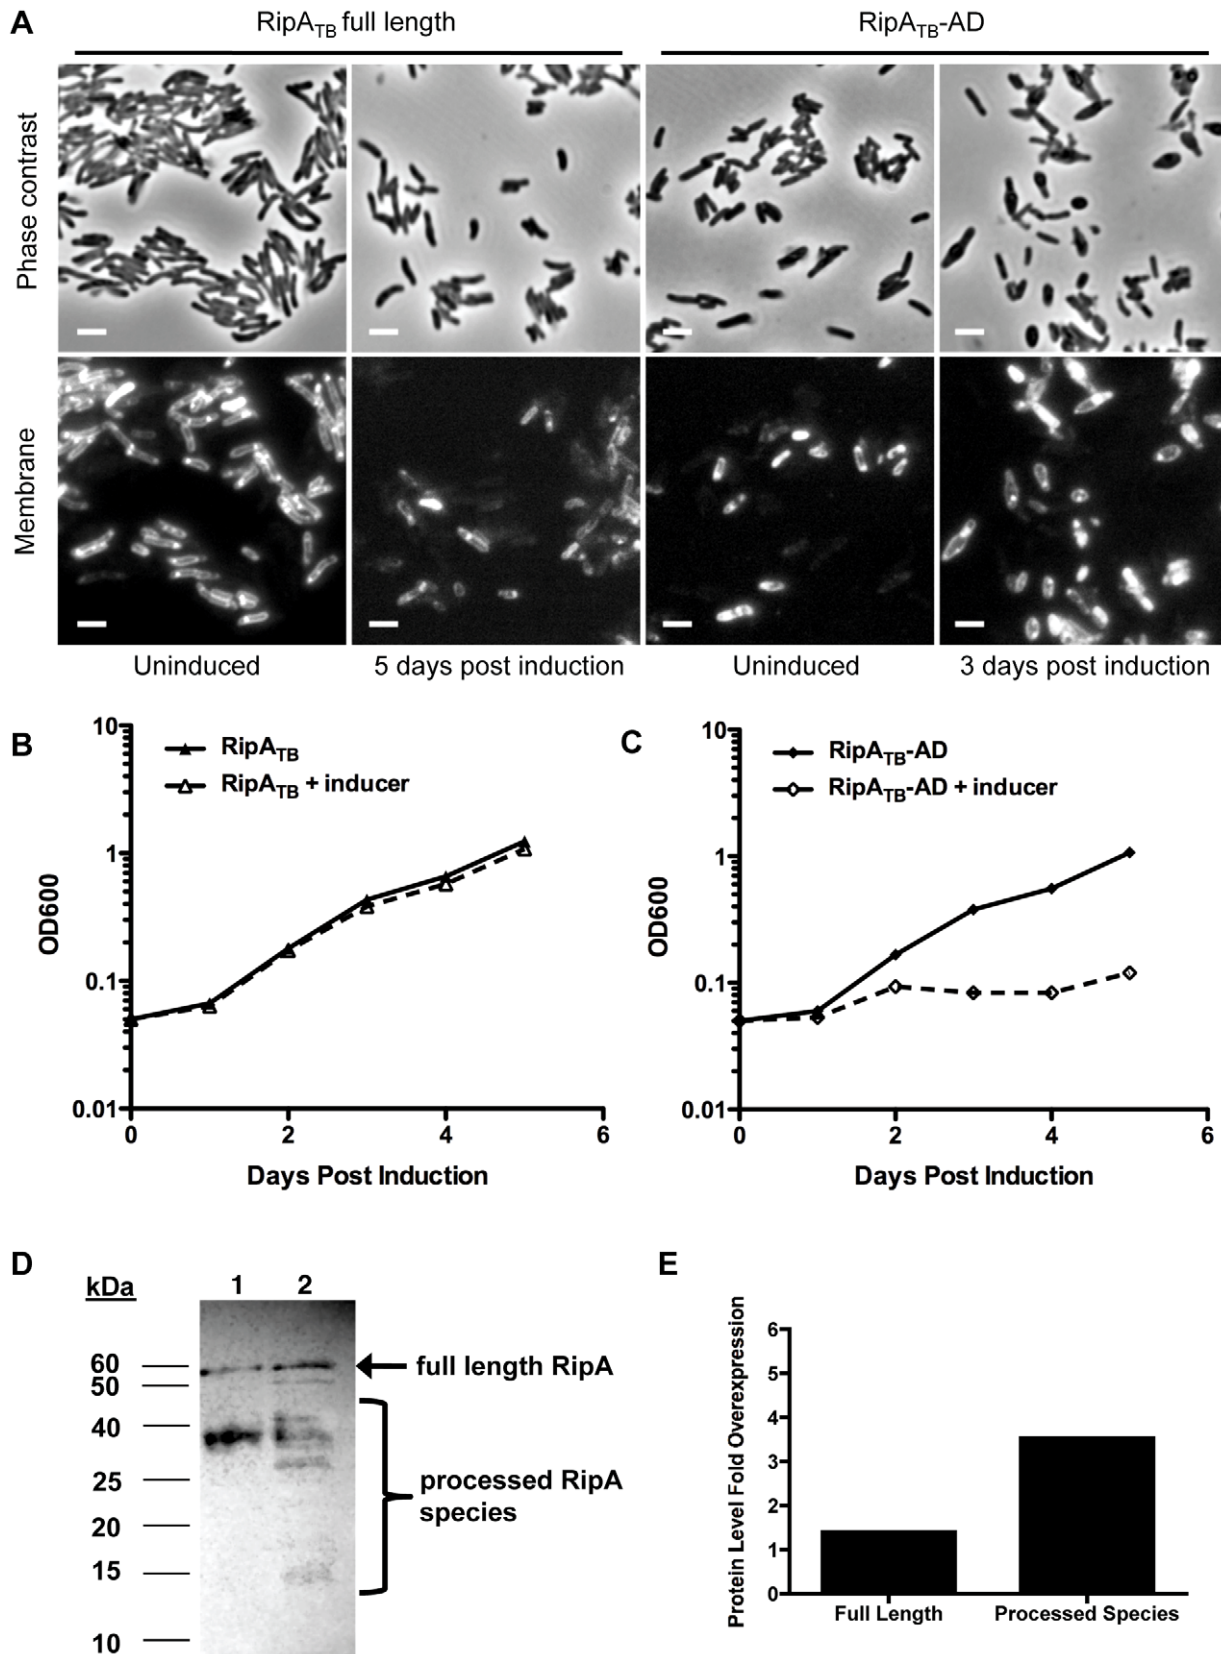 A
RipATB full length
RipATB-AD
Phase contrast
Membrane
Uninduced
5 days post induction
Uninduced
3 days post induction
B
10
1
0.1
0.01
OD600
RipATB
RipATB + inducer
0
2
4
6
Days Post Induction
C
10
1
0.1
0.01
OD600
RipATB-AD
RipATB-AD + inducer
0
2
4
6
Days Post Induction
D
kDa
1
2
60
50
40
25
20
15
10
full length RipA
processed RipA
species
E
Protein Level Fold Overexpression
6
5
4
3
2
1
0
Full Length
Processed Species